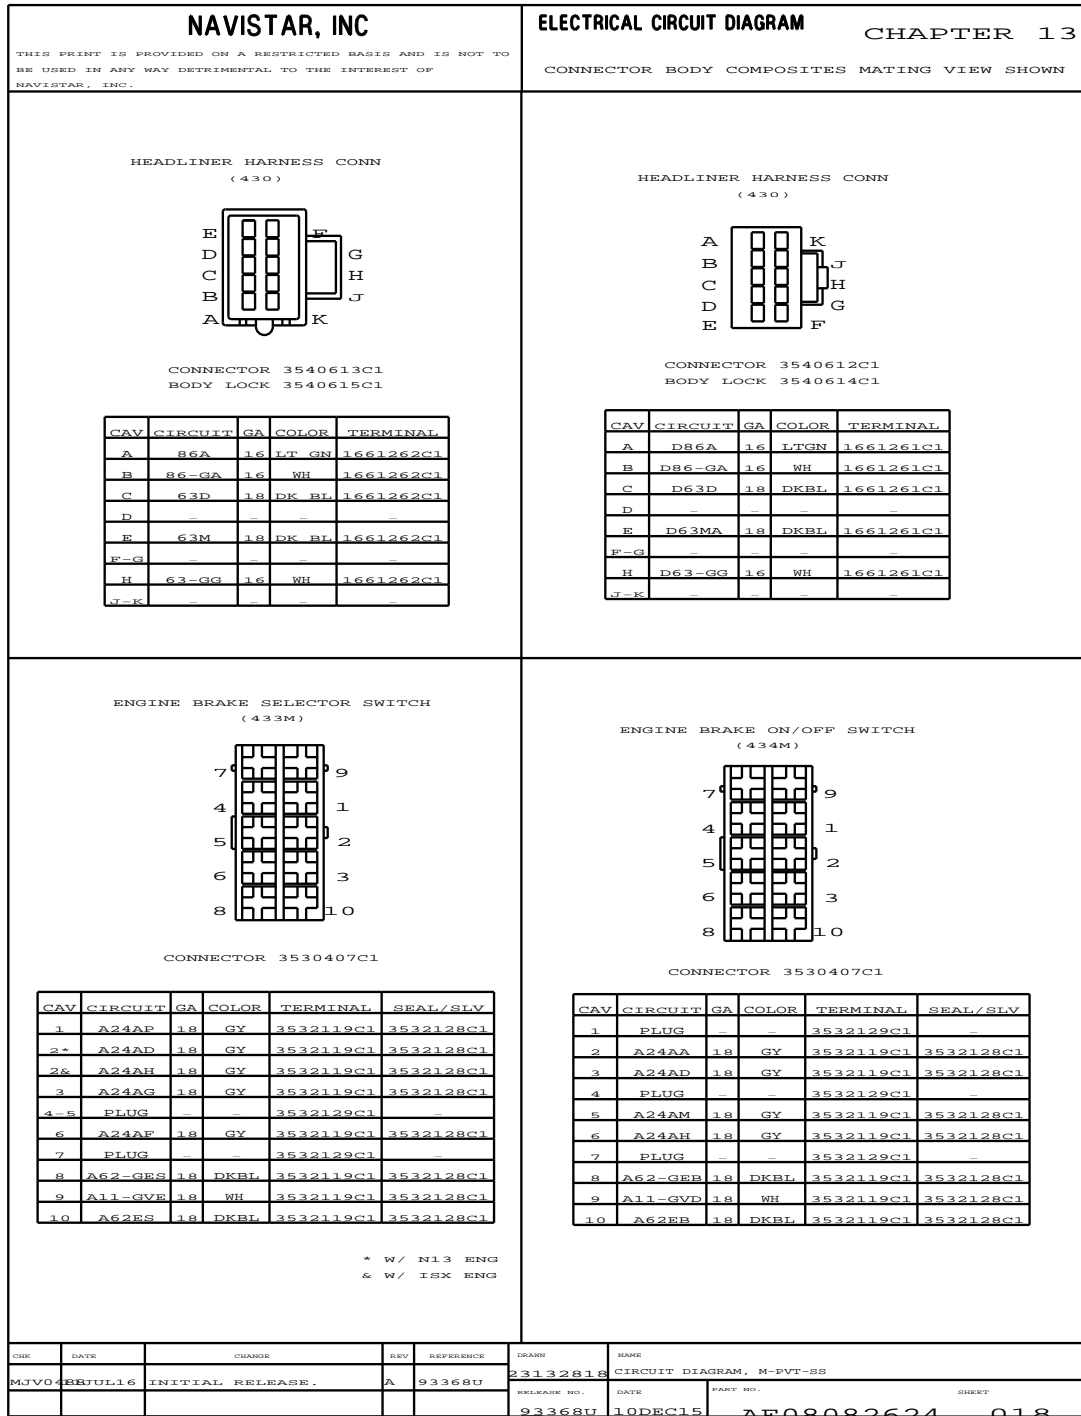 NAVISTAR, INC
THIS PRINT IS PROVIDED ON A RESTRICTED BASIS AND IS NOT TO
BE USED IN ANY WAY DETRIMENTAL TO THE INTEREST OF
NAVISTAR, INC.
ELECTRICAL CIRCUIT DIAGRAM CHAPTER 13
CONNECTOR BODY COMPOSITES MATING VIEW SHOWN
HEADLINER HARNESS CONN
(430)
E F
D G
C H
B J
A K
CONNECTOR 3540613C1
BODY LOCK 3540615C1
CAV CIRCUIT GA COLOR TERMINAL
A 86A 16 LT GN 1661262C1
B 86-GA 16 WH 1661262C1
C 63D 18 DK BL 1661262C1
D - - - -
E 63M 18 DK BL 1661262C1
F-G - - - -
H 63-GG 16 WH 1661262C1
J-K - - - -
HEADLINER HARNESS CONN
(430)
A K
B J
C H
D G
E F
CONNECTOR 3540612C1
BODY LOCK 3540614C1
CAV CIRCUIT GA COLOR TERMINAL
A D86A 16 LTGN 1661261C1
B D86-GA 16 WH 1661261C1
C D63D 18 DKBL 1661261C1
D - - - -
E D63MA 18 DKBL 1661261C1
F-G - - - -
H D63-GG 16 WH 1661261C1
J-K - - - -
ENGINE BRAKE SELECTOR SWITCH
(433M)
7 9
4 1
5 2
6 3
8 10
CONNECTOR 3530407C1
CAV CIRCUIT GA COLOR TERMINAL SEAL/SLV
1 A24AP 18 GY 3532119C1 3532128C1
2* A24AD 18 GY 3532119C1 3532128C1
2& A24AH 18 GY 3532119C1 3532128C1
3 A24AG 18 GY 3532119C1 3532128C1
4-5 PLUG - - 3532129C1 -
6 A24AF 18 GY 3532119C1 3532128C1
7 PLUG - - 3532129C1 -
8 A62-GES 18 DKBL 3532119C1 3532128C1
9 A11-GVE 18 WH 3532119C1 3532128C1
10 A62ES 18 DKBL 3532119C1 3532128C1
* W/ N13 ENG
& W/ ISX ENG
ENGINE BRAKE ON/OFF SWITCH
(434M)
7 9
4 1
5 2
6 3
8 10
CONNECTOR 3530407C1
CAV CIRCUIT GA COLOR TERMINAL SEAL/SLV
1 PLUG - - 3532129C1 -
2 A24AA 18 GY 3532119C1 3532128C1
3 A24AD 18 GY 3532119C1 3532128C1
4 PLUG - - 3532129C1 -
5 A24AM 18 GY 3532119C1 3532128C1
6 A24AH 18 GY 3532119C1 3532128C1
7 PLUG - - 3532129C1 -
8 A62-GEB 18 DKBL 3532119C1 3532128C1
9 A11-GVD 18 WH 3532119C1 3532128C1
10 A62EB 18 DKBL 3532119C1 3532128C1
CHK DATE CHANGE REV REFERENCE
INITIAL RELEASE. A 93368U
DRAWN NAME
23132818 CIRCUIT DIAGRAM, M-PVT-SS
RELEASE NO. DATE PART NO. SHEET
93368U 10DEC15 AF08082624 018